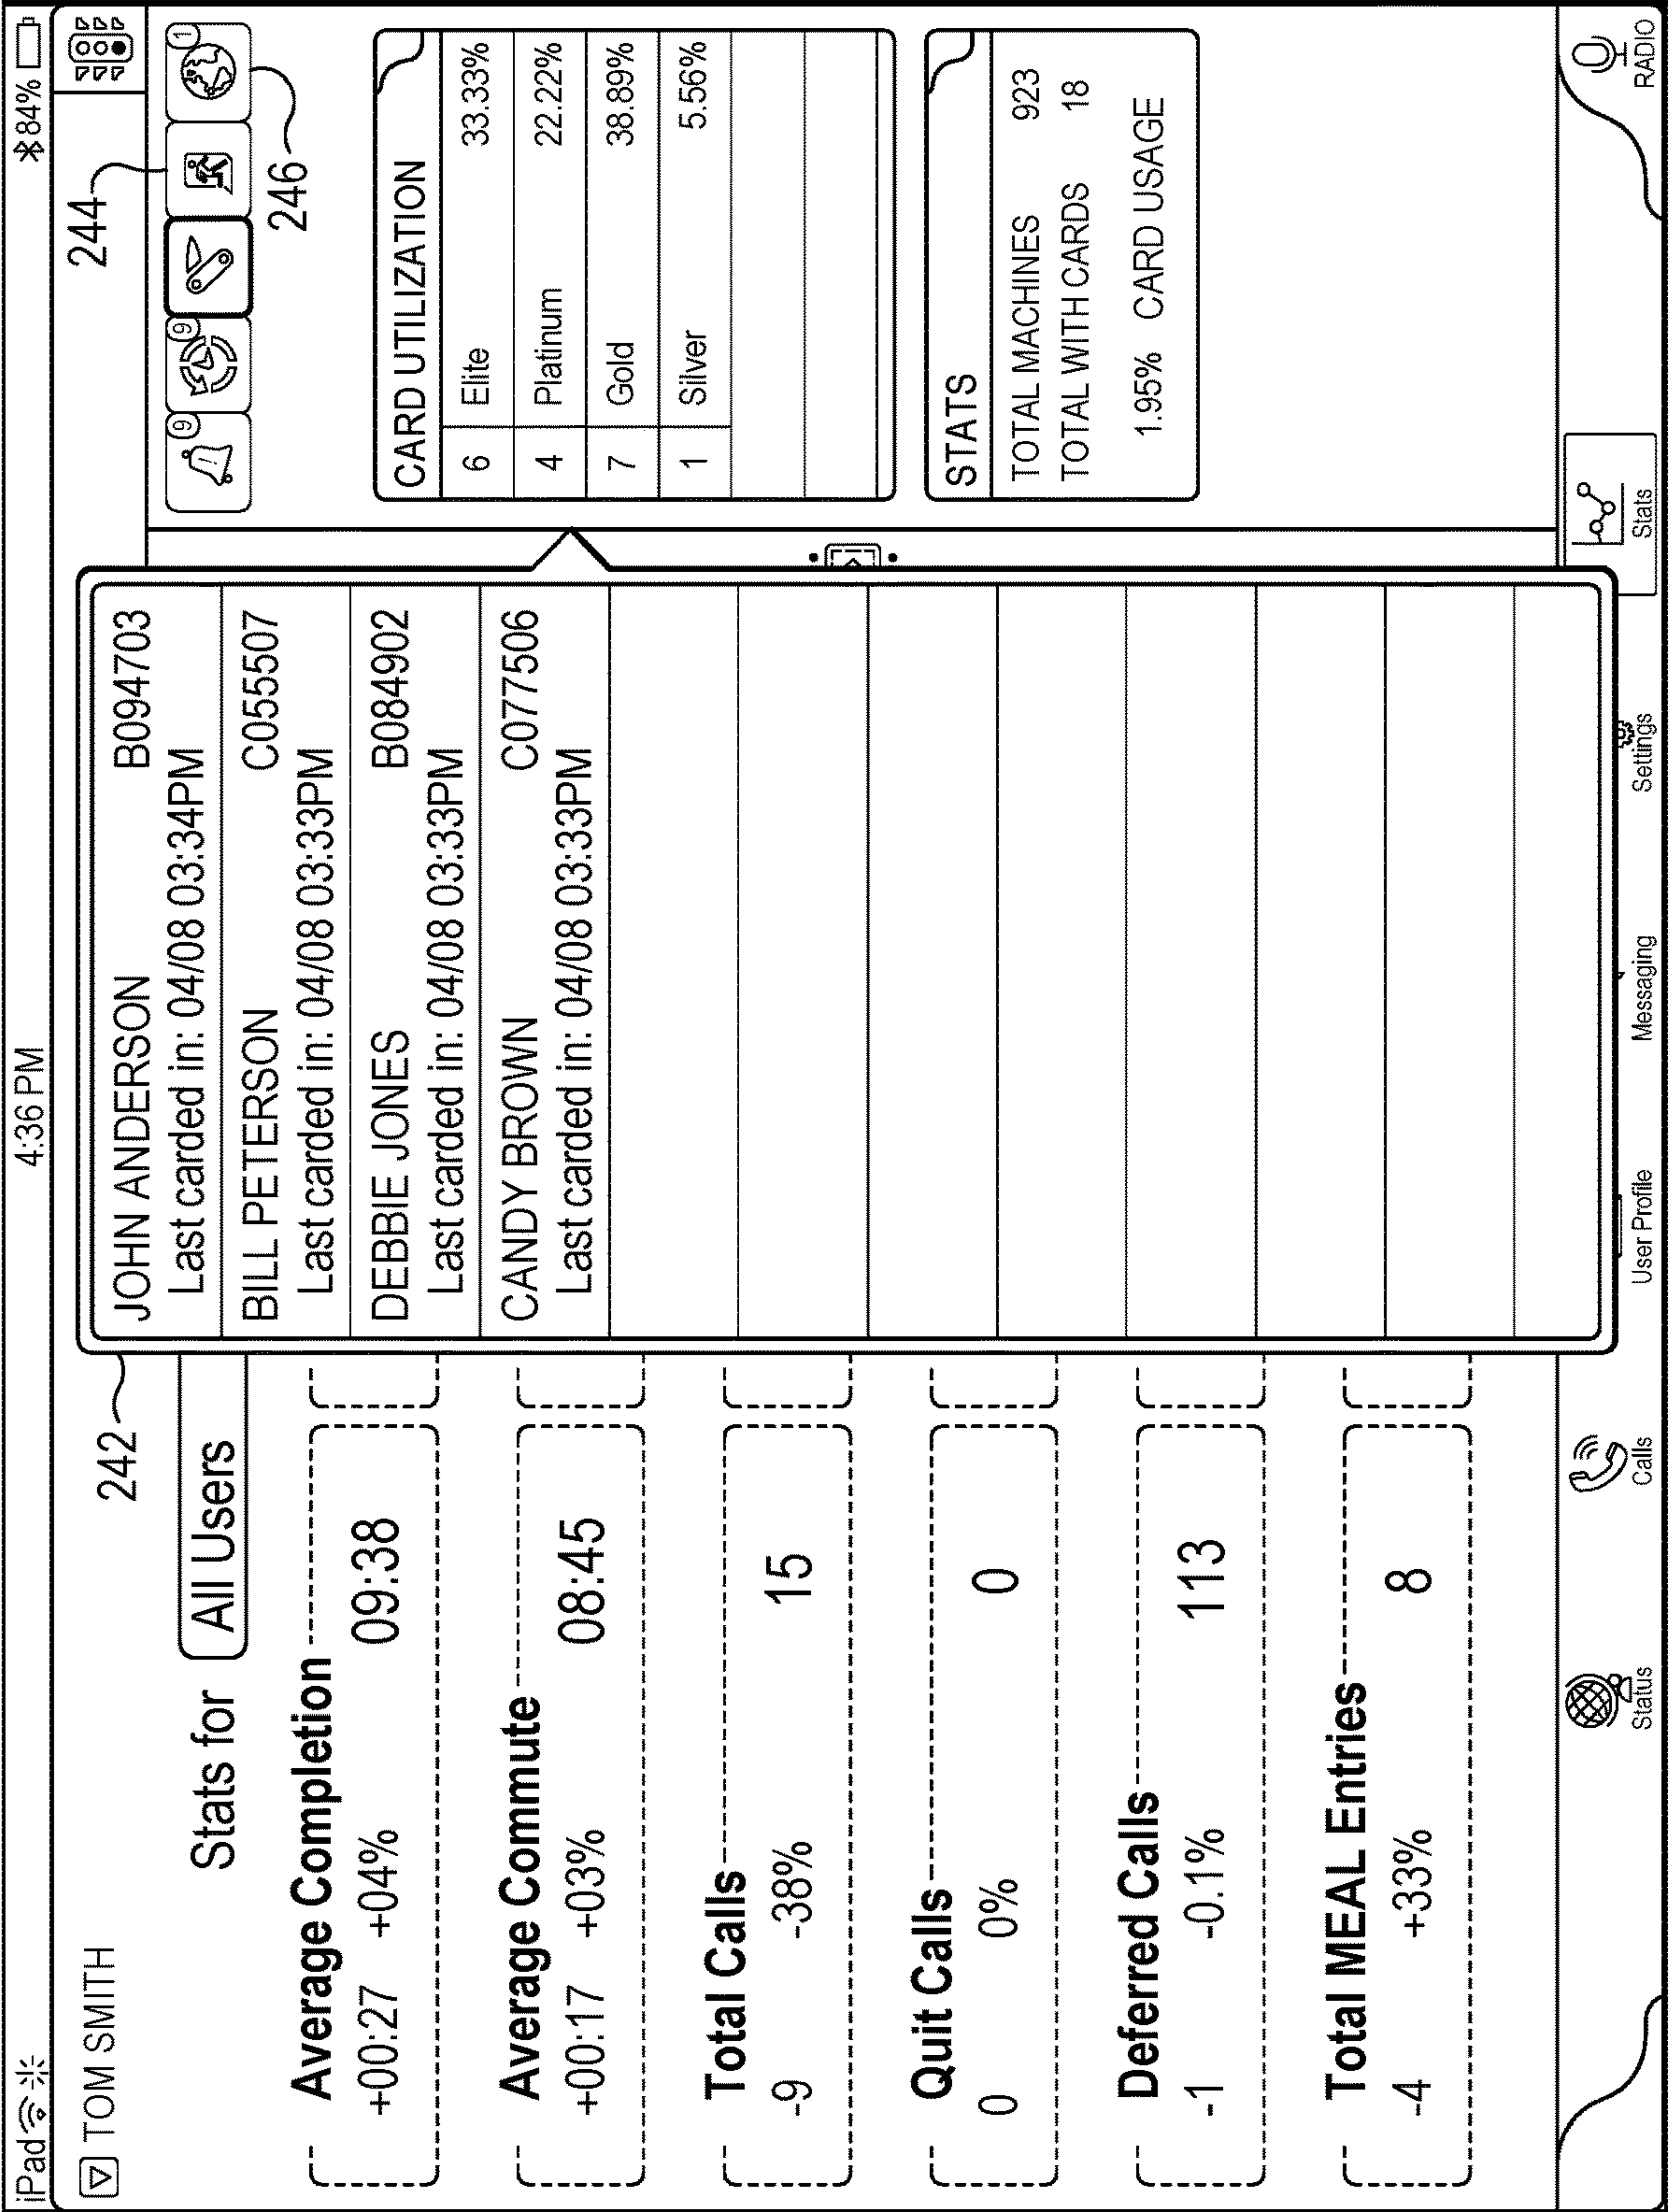 iPad 4:36 PM 84%
TOM SMITH
242
244
246
Stats for All Users
Average Completion
+00:27 +04% 09:38
Average Commute
+00:17 +03% 08:45
Total Calls
-9 -38% 15
Quit Calls
0 0% 0
Deferred Calls
-1 -0.1% 113
Total MEAL Entries
-4 +33% 8
JOHN ANDERSON B094703
Last carded in: 04/08 03:34PM
BILL PETERSON C055507
Last carded in: 04/08 03:33PM
DEBBIE JONES B084902
Last carded in: 04/08 03:33PM
CANDY BROWN C077506
Last carded in: 04/08 03:33PM
9 9 1
CARD UTILIZATION
6 Elite 33.33%
4 Platinum 22.22%
7 Gold 38.89%
1 Silver 5.56%
STATS
TOTAL MACHINES 923
TOTAL WITH CARDS 18
1.95% CARD USAGE
Status Calls User Profile Messaging Settings Stats RADIO